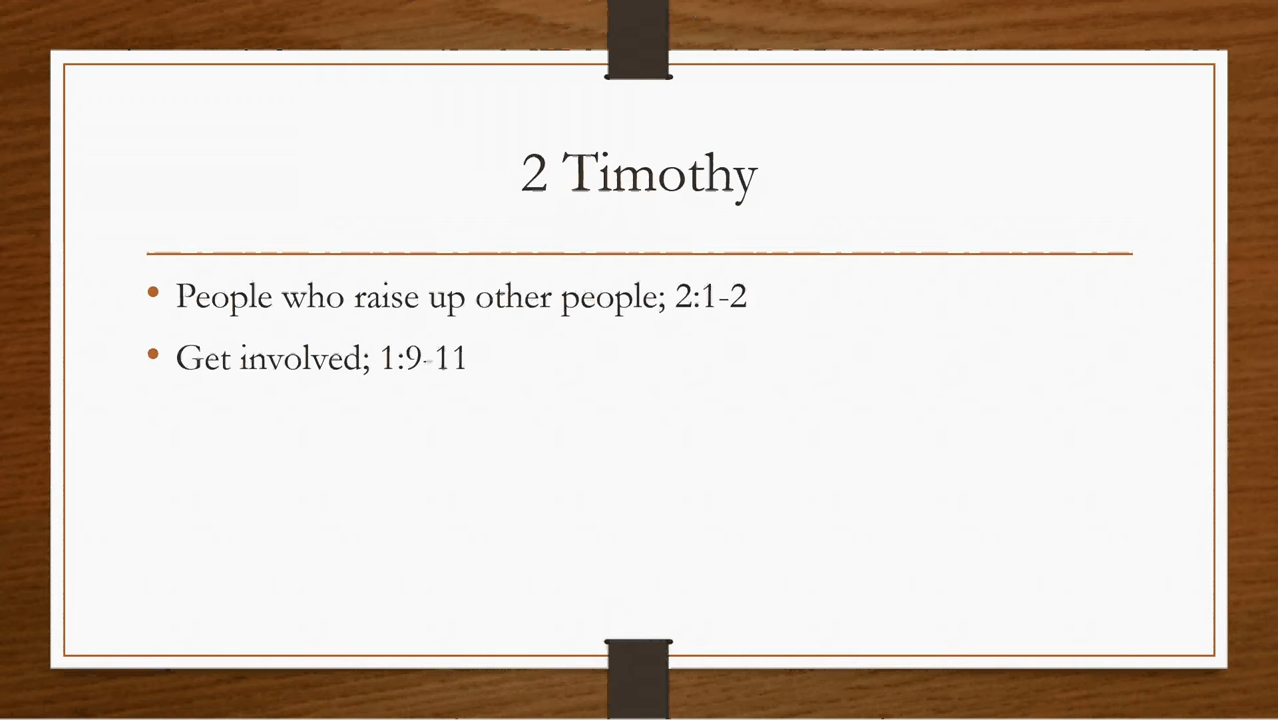 2 Timothy
• People who raise up other people; 2:1-2
• Get involved; 1:9-11